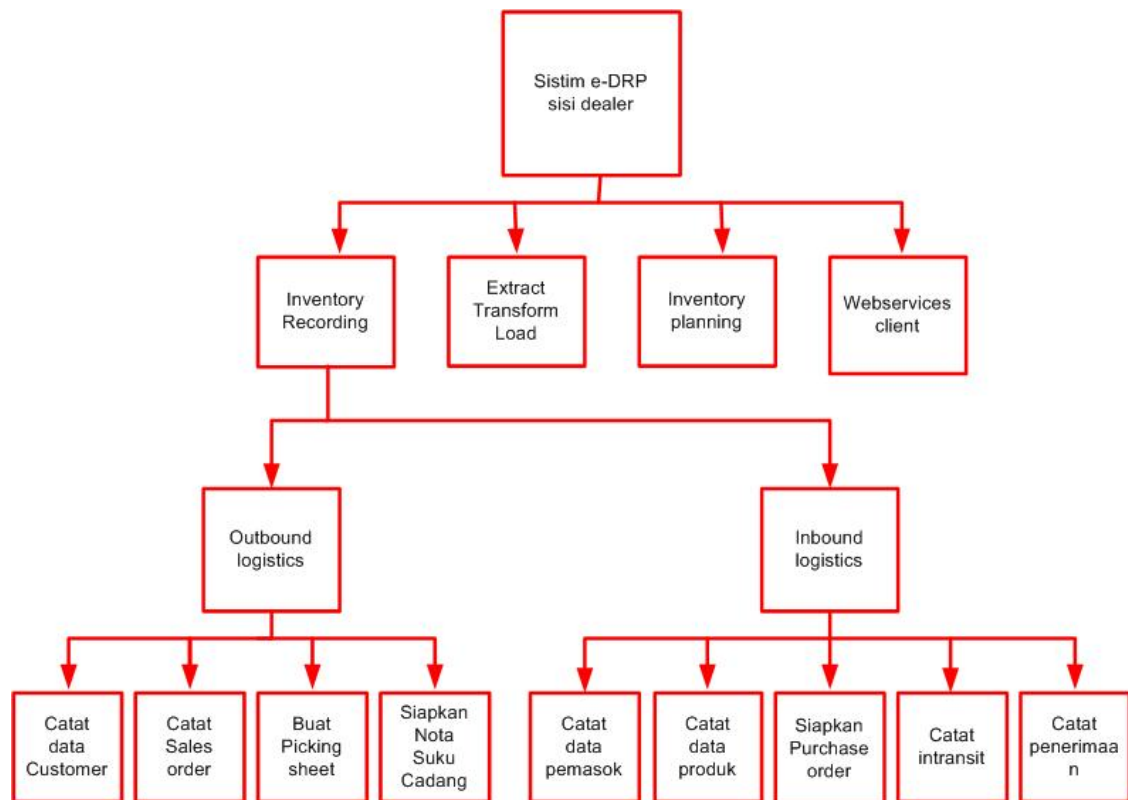 Sistim e-DRP
sisi dealer
Inventory
Recording
Extract
Transform
Load
Inventory
planning
Webservices
client
Outbound
logistics
Inbound
logistics
Catat
data
Customer
Catat
Sales
order
Buat
Picking
sheet
Siapkan
Nota
Suku
Cadang
Catat
data
pemasok
Catat
data
produk
Siapkan
Purchase
order
Catat
intransit
Catat
penerimaa
n